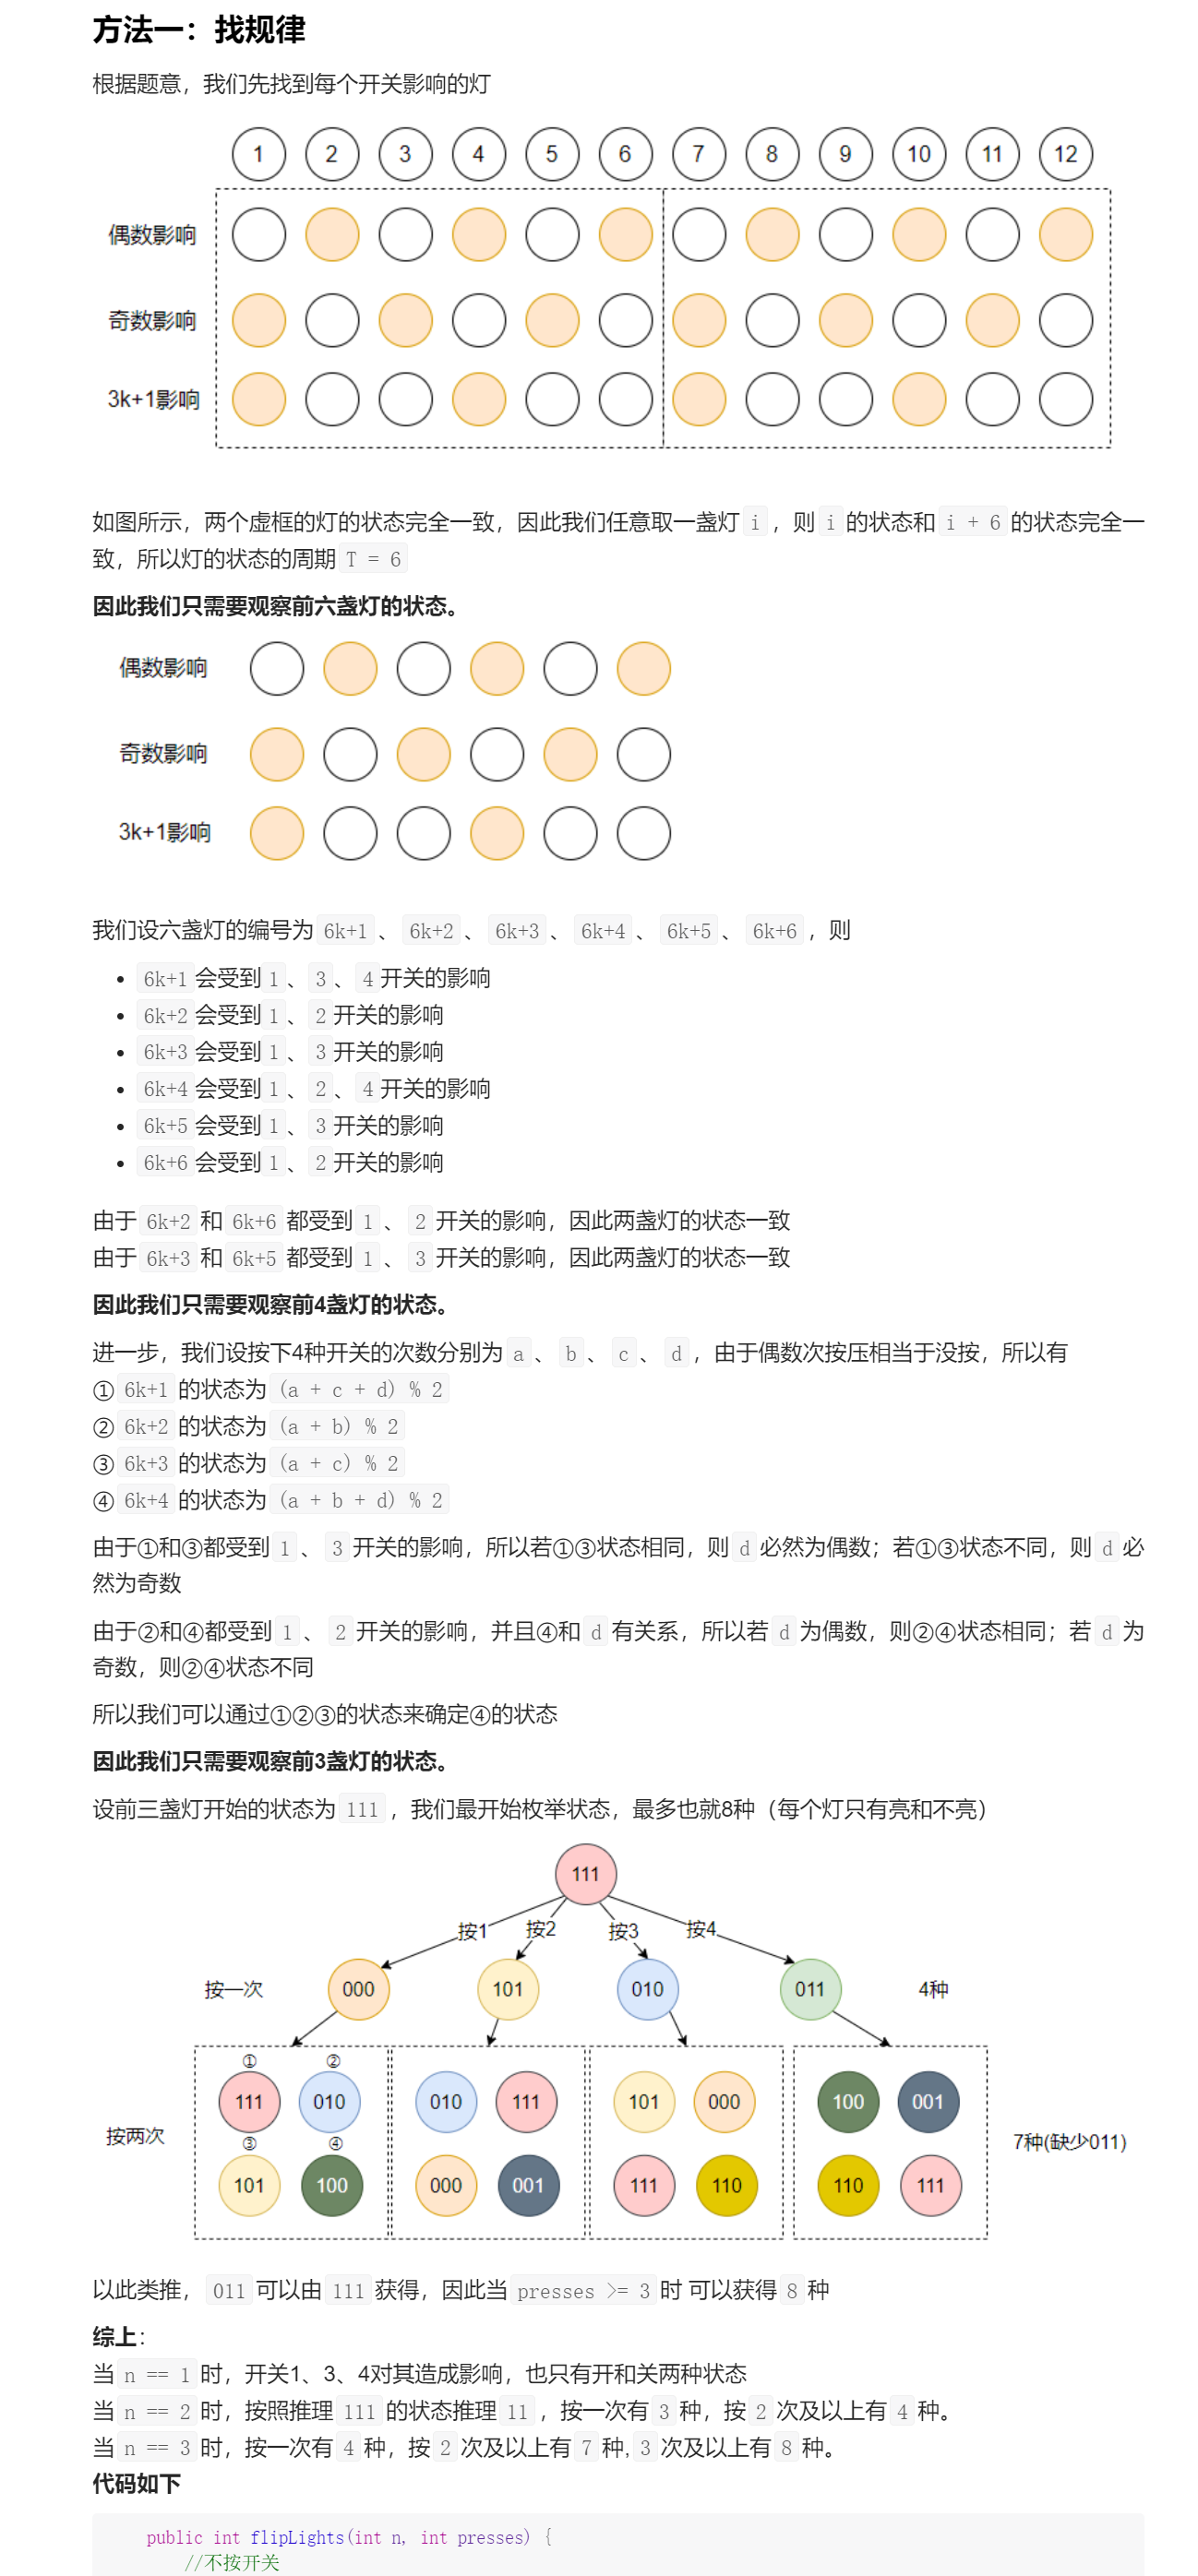 方法一：找规律
根据题意，我们先找到每个开关影响的灯
1 2 3 4 5 6 7 8 9 10 11 12
偶数影响
奇数影响
3k+1影响
如图所示，两个虚框的灯的状态完全一致，因此我们任意取一盏灯 i ，则 i 的状态和 i + 6 的状态完全一
致，所以灯的状态的周期 T = 6
因此我们只需要观察前六盏灯的状态。
偶数影响
奇数影响
3k+1影响
我们设六盏灯的编号为 6k+1 、 6k+2 、 6k+3 、 6k+4 、 6k+5 、 6k+6 ，则
• 6k+1 会受到 1 、 3 、 4 开关的影响
• 6k+2 会受到 1 、 2 开关的影响
• 6k+3 会受到 1 、 3 开关的影响
• 6k+4 会受到 1 、 2 、 4 开关的影响
• 6k+5 会受到 1 、 3 开关的影响
• 6k+6 会受到 1 、 2 开关的影响
由于 6k+2 和 6k+6 都受到 1 、 2 开关的影响，因此两盏灯的状态一致
由于 6k+3 和 6k+5 都受到 1 、 3 开关的影响，因此两盏灯的状态一致
因此我们只需要观察前4盏灯的状态。
进一步，我们设按下4种开关的次数分别为 a 、 b 、 c 、 d ，由于偶数次按压相当于没按，所以有
① 6k+1 的状态为 (a + c + d) % 2
② 6k+2 的状态为 (a + b) % 2
③ 6k+3 的状态为 (a + c) % 2
④ 6k+4 的状态为 (a + b + d) % 2
由于①和③都受到 1 、 3 开关的影响，所以若①③状态相同，则 d 必然为偶数；若①③状态不同，则 d 必
然为奇数
由于②和④都受到 1 、 2 开关的影响，并且④和 d 有关系，所以若 d 为偶数，则②④状态相同；若 d 为
奇数，则②④状态不同
所以我们可以通过①②③的状态来确定④的状态
因此我们只需要观察前3盏灯的状态。
设前三盏灯开始的状态为 111 ，我们最开始枚举状态，最多也就8种（每个灯只有亮和不亮）
111
按1 按2 按3 按4
按一次 000 101 010 011 4种
① ②
111 010 010 111 101 000 100 001
按两次 7种(缺少011)
③ ④
101 100 000 001 111 110 110 111
以此类推， 011 可以由 111 获得，因此当 presses >= 3 时 可以获得 8 种
综上：
当 n == 1 时，开关1、3、4对其造成影响，也只有开和关两种状态
当 n == 2 时，按照推理 111 的状态推理 11 ，按一次有 3 种，按 2 次及以上有 4 种。
当 n == 3 时，按一次有 4 种，按 2 次及以上有 7 种, 3 次及以上有 8 种。
代码如下
public int flipLights(int n, int presses) {
//不按开关